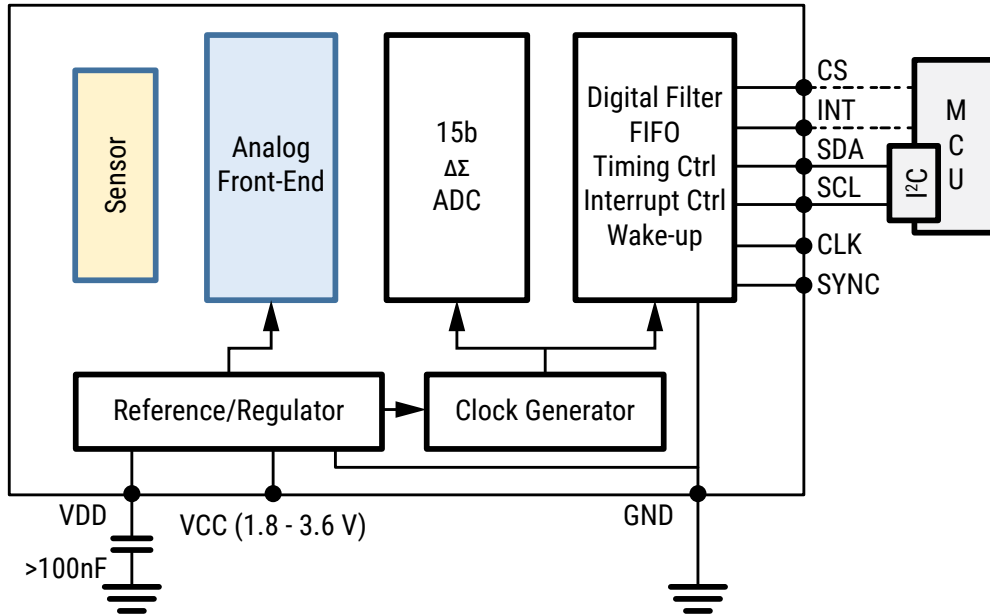 Sensor
Analog
Front-End
15b
ΔΣ
ADC
Digital Filter
FIFO
Timing Ctrl
Interrupt Ctrl
Wake-up
CS
INT
SDA
SCL
CLK
SYNC
I²C
M
C
U
Reference/Regulator
Clock Generator
VDD
VCC (1.8 - 3.6 V)
GND
>100nF